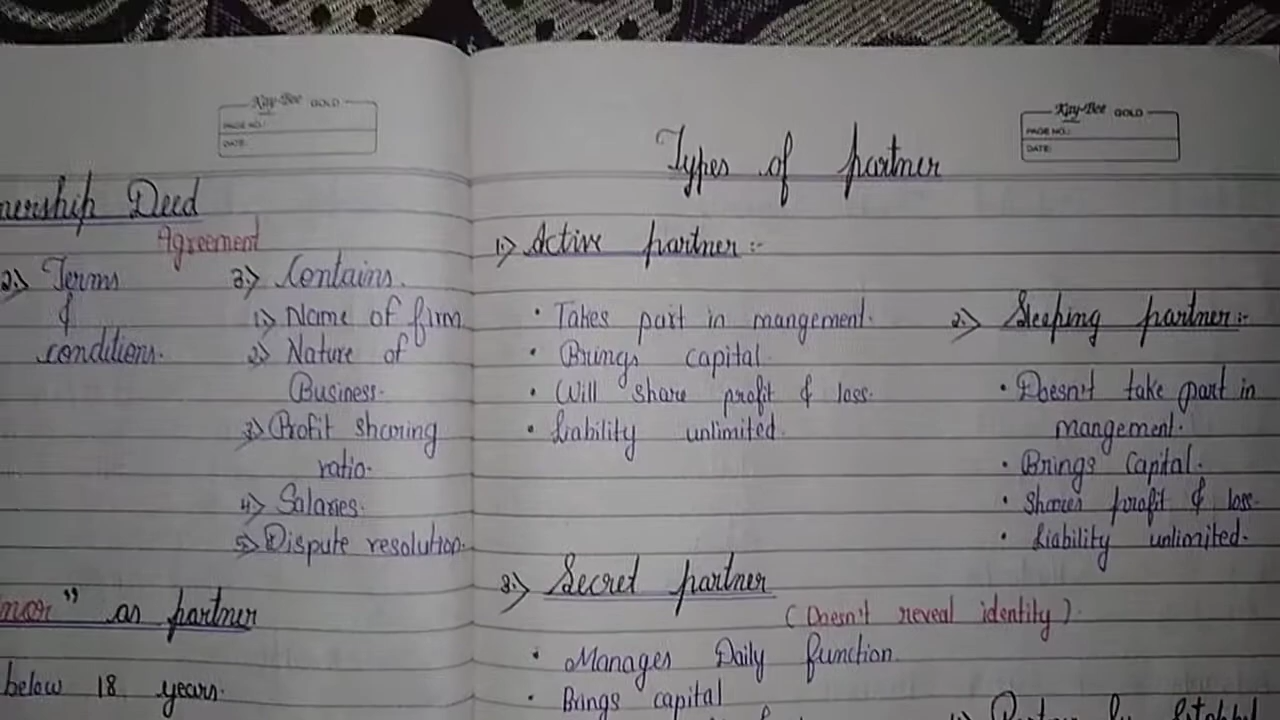 Kay-Bee GOLD
PAGE NO.:
DATE:
nership Deed
Agreement
2.> Terms
&
conditions.
3.> Contains.
1.> Name of firm
2.> Nature of
Business.
3.> Profit sharing
ratio.
4.> Salaries.
5.> Dispute resolution.
nor" as partner
below 18 years.
Kay-Bee GOLD
PAGE NO.:
DATE:
Types of partner
1.> Active partner :-
• Takes part in mangement.
• Brings capital.
• Will share profit & loss.
• Liability unlimited.
2.> Sleeping partner:-
• Doesn't take part in
mangement.
• Brings Capital.
• Shares profit & loss.
• Liability unlimited.
3.> Secret partner
(Doesn't reveal identity).
• Manages Daily function.
• Brings capital